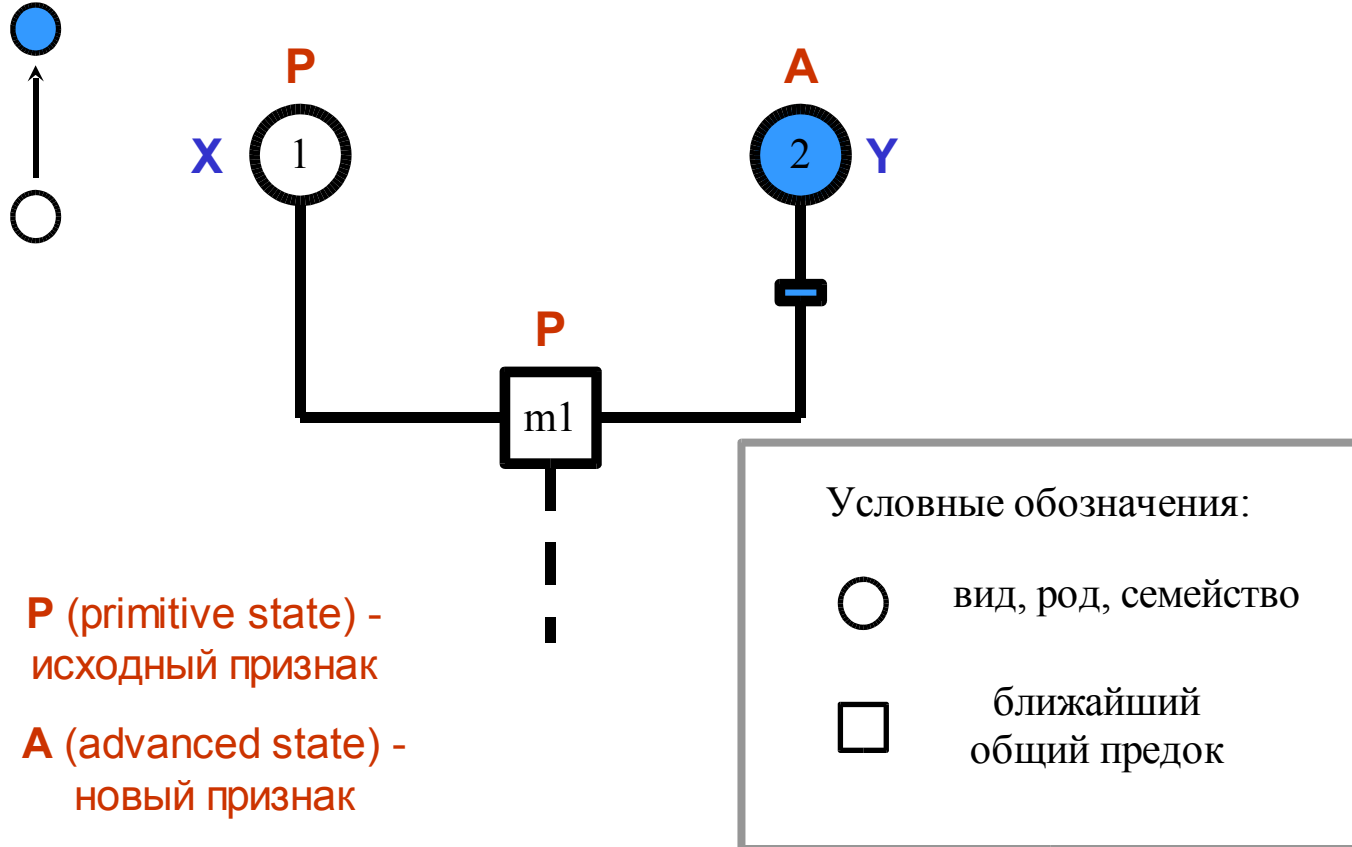 P
A
X
1
2
Y
P
m1
Условные обозначения:
вид, род, семейство
ближайший
общий предок
P (primitive state) -
исходный признак
A (advanced state) -
новый признак